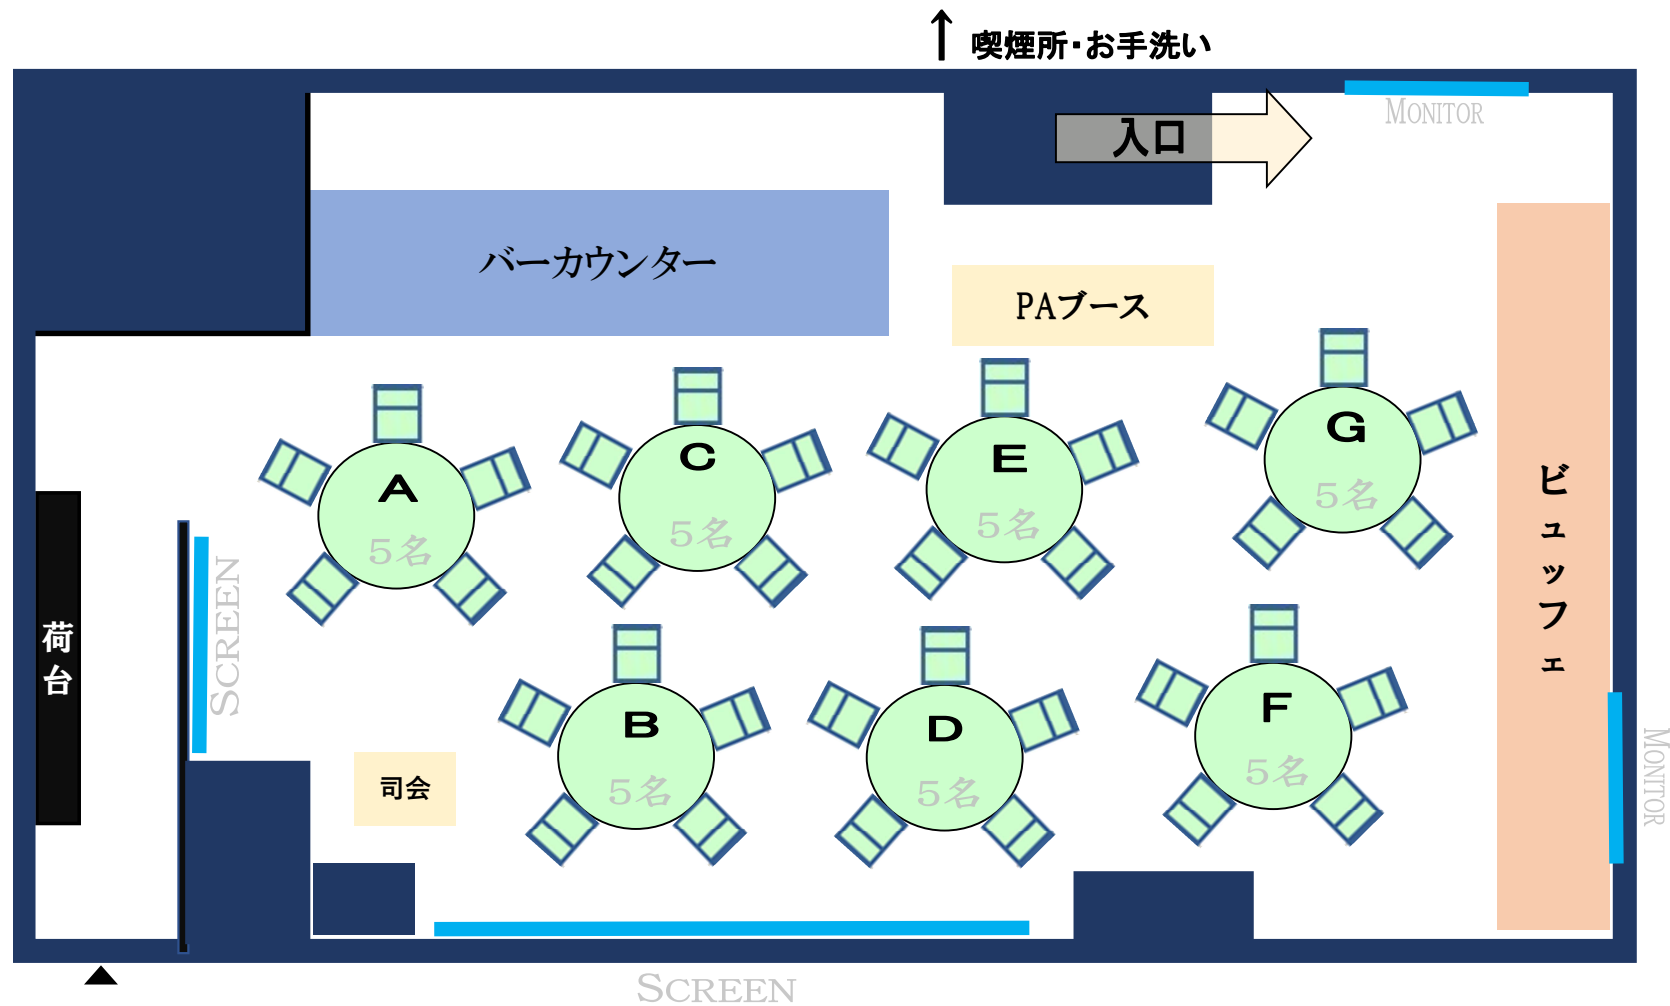 ↑ 喫煙所・お手洗い
入口
MONITOR
バーカウンター
PAブース
G
5名
E
5名
C
5名
A
5名
ビュッフェ
荷台
SCREEN
B
5名
D
5名
F
5名
司会
MONITOR
SCREEN